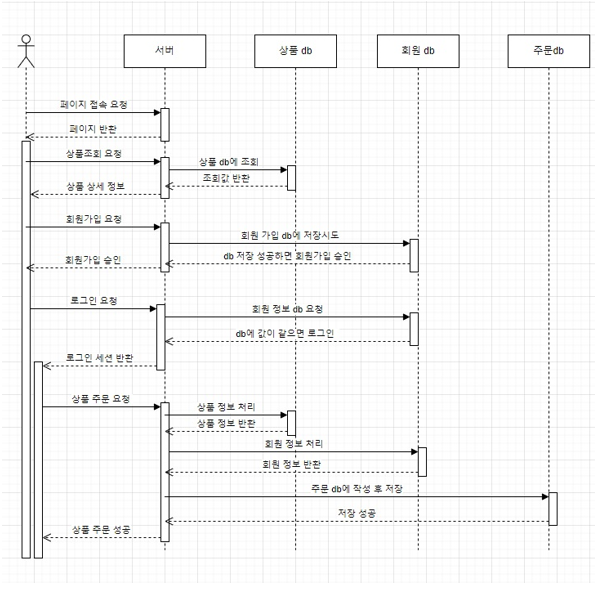 서버
상품 db
회원 db
주문db
페이지 접속 요청
페이지 반환
상품조회 요청
상품 db에 조회
조회값 반환
상품 상세 정보
회원가입 요청
회원 가입 db에 저장시도
db 저장 성공하면 회원가입 승인
회원가입 승인
로그인 요청
회원 정보 db 요청
db에 값이 같으면 로그인
로그인 세션 반환
상품 주문 요청
상품 정보 처리
상품 정보 반환
회원 정보 처리
회원 정보 반환
주문 db에 작성 후 저장
저장 성공
상품 주문 성공